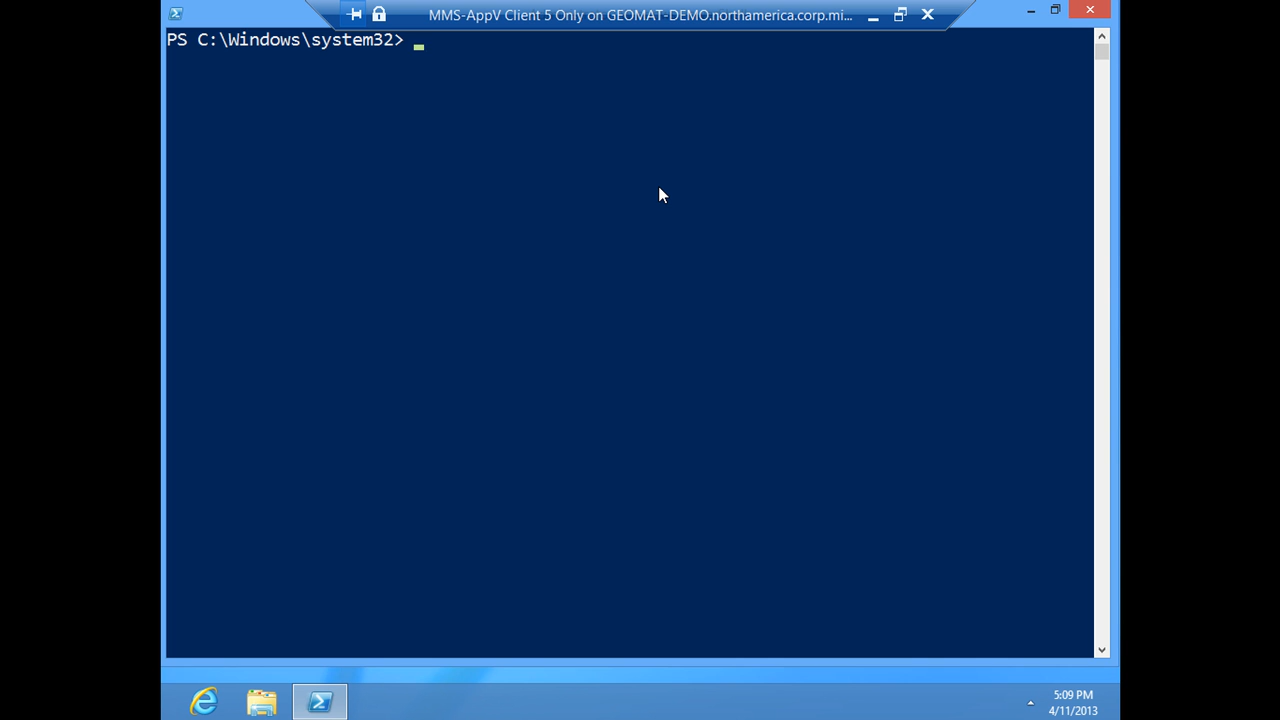 MMS-AppV Client 5 Only on GEOMAT-DEMO.northamerica.corp.mi...
PS C:\Windows\system32>
5:09 PM
4/11/2013